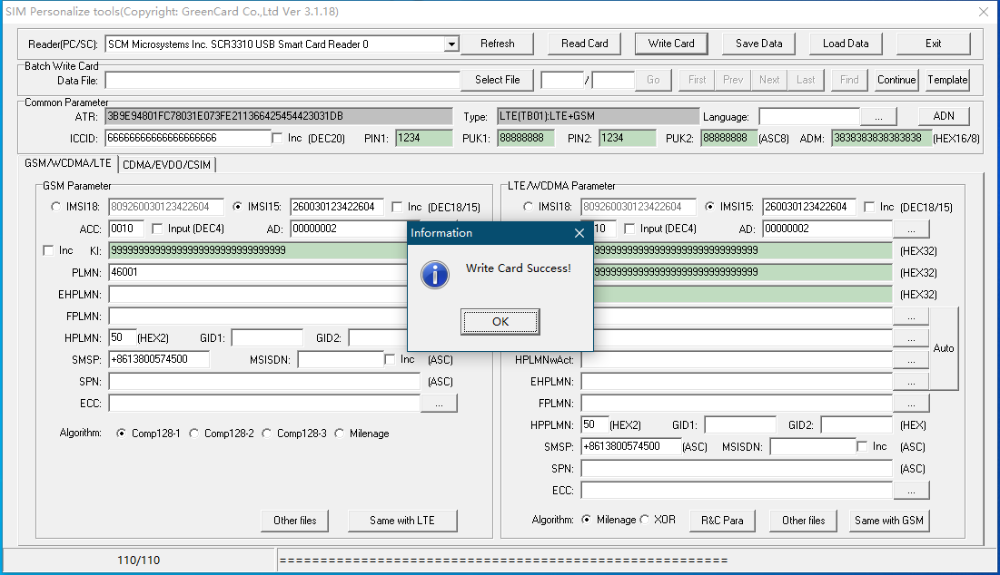 SIM Personalize tools(Copyright: GreenCard Co.,Ltd Ver 3.1.18)
Reader(PC/SC): SCM Microsystems Inc. SCR3310 USB Smart Card Reader 0 Refresh Read Card Write Card Save Data Load Data Exit
Batch Write Card
Data File: Select File / Go First Prev Next Last Find Continue Template
Common Parameter
ATR: 3B9E94801FC78031E073FE211366425454423031DB Type: LTE(TB01):LTE+GSM Language: ... ADN
ICCID: 66666666666666666666 Inc (DEC20) PIN1: 1234 PUK1: 88888888 PIN2: 1234 PUK2: 88888888 (ASC8) ADM: 3838383838383838 (HEX16/8)
GSM/WCDMA/LTE CDMA/EVDO/CSIM
GSM Parameter
IMSI18: 809260030123422604 IMSI15: 260030123422604 Inc (DEC18/15)
ACC: 0010 Input (DEC4) AD: 00000002
Inc KI: 99999999999999999999999999999999
PLMN: 46001
EHPLMN:
FPLMN:
HPLMN: 50 (HEX2) GID1: GID2:
SMSP: +8613800574500 MSISDN: Inc (ASC)
SPN: (ASC)
ECC: ...
Algorithm: Comp128-1 Comp128-2 Comp128-3 Milenage
Other files Same with LTE
LTE/WCDMA Parameter
IMSI18: 809260030123422604 IMSI15: 260030123422604 Inc (DEC18/15)
10 Input (DEC4) AD: 00000002 ...
(HEX32)
(HEX32)
(HEX32)
...
...
Auto
HPLMNwAct: ...
EHPLMN: ...
FPLMN: ...
HPPLMN: 50 (HEX2) GID1: GID2: (HEX)
SMSP: +8613800574500 (ASC) MSISDN: Inc (ASC)
SPN: (ASC)
ECC: ...
Algorithm: Milenage XOR R&C Para Other files Same with GSM
Information
Write Card Success!
OK
110/110